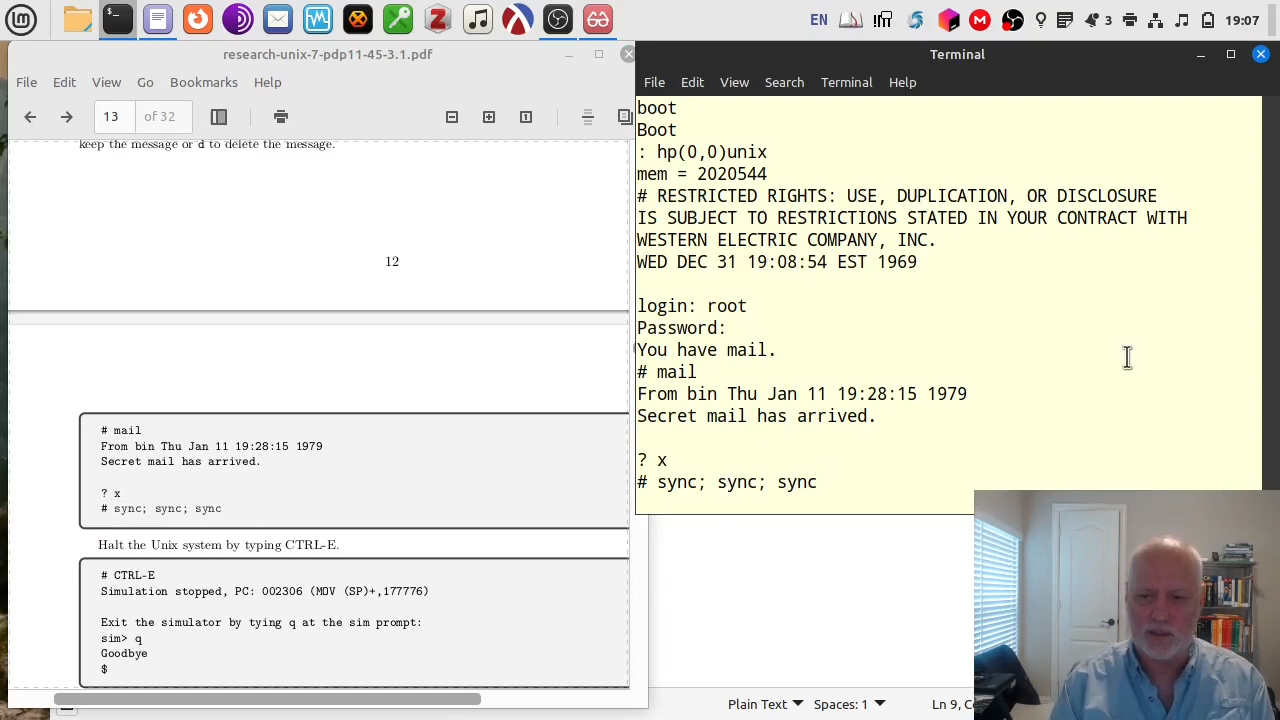 EN
3
19:07
research-unix-7-pdp11-45-3.1.pdf
File Edit View Go Bookmarks Help
13 of 32
keep the message or d to delete the message.
12
# mail
From bin Thu Jan 11 19:28:15 1979
Secret mail has arrived.
? x
# sync; sync; sync
Halt the Unix system by typing CTRL-E.
# CTRL-E
Simulation stopped, PC: (MOV (SP)+,177776)
Exit the simulator by tying q at the sim prompt:
sim> q
Goodbye
$
Terminal
File Edit View Search Terminal Help
boot
Boot
: hp(0,0)unix
mem = 2020544
# RESTRICTED RIGHTS: USE, DUPLICATION, OR DISCLOSURE
IS SUBJECT TO RESTRICTIONS STATED IN YOUR CONTRACT WITH
WESTERN ELECTRIC COMPANY, INC.
WED DEC 31 19:08:54 EST 1969
login: root
Password:
You have mail.
# mail
From bin Thu Jan 11 19:28:15 1979
Secret mail has arrived.
? x
# sync; sync; sync
Plain Text Spaces: 1 Ln 9, C